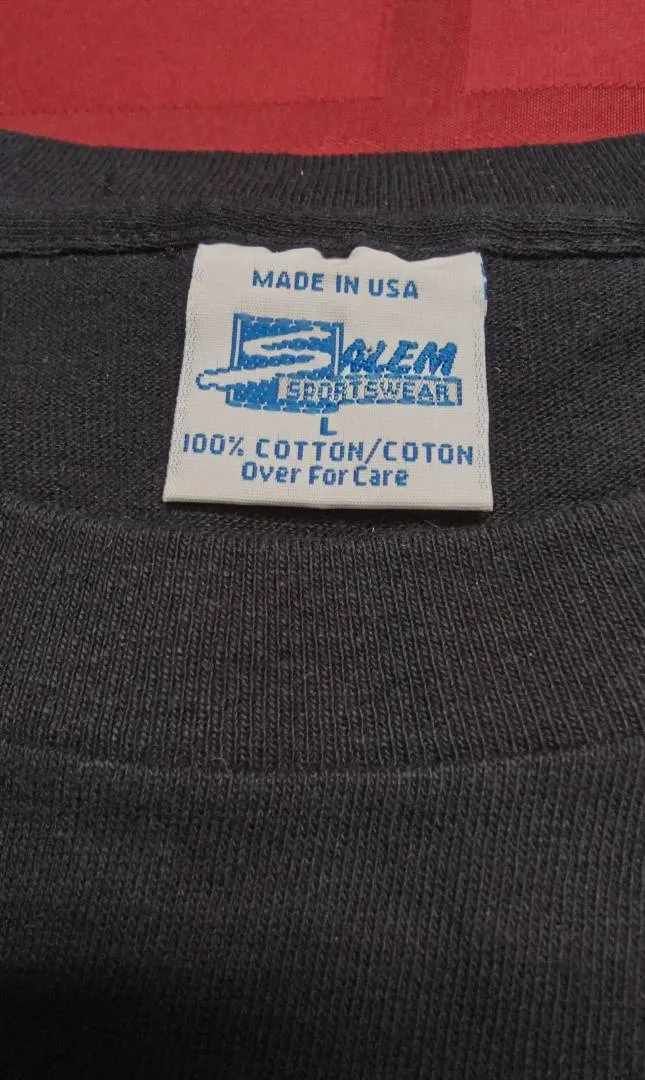 MADE IN USA
SALEM
SPORTSWEAR
L
100% COTTON/COTON
Over For Care